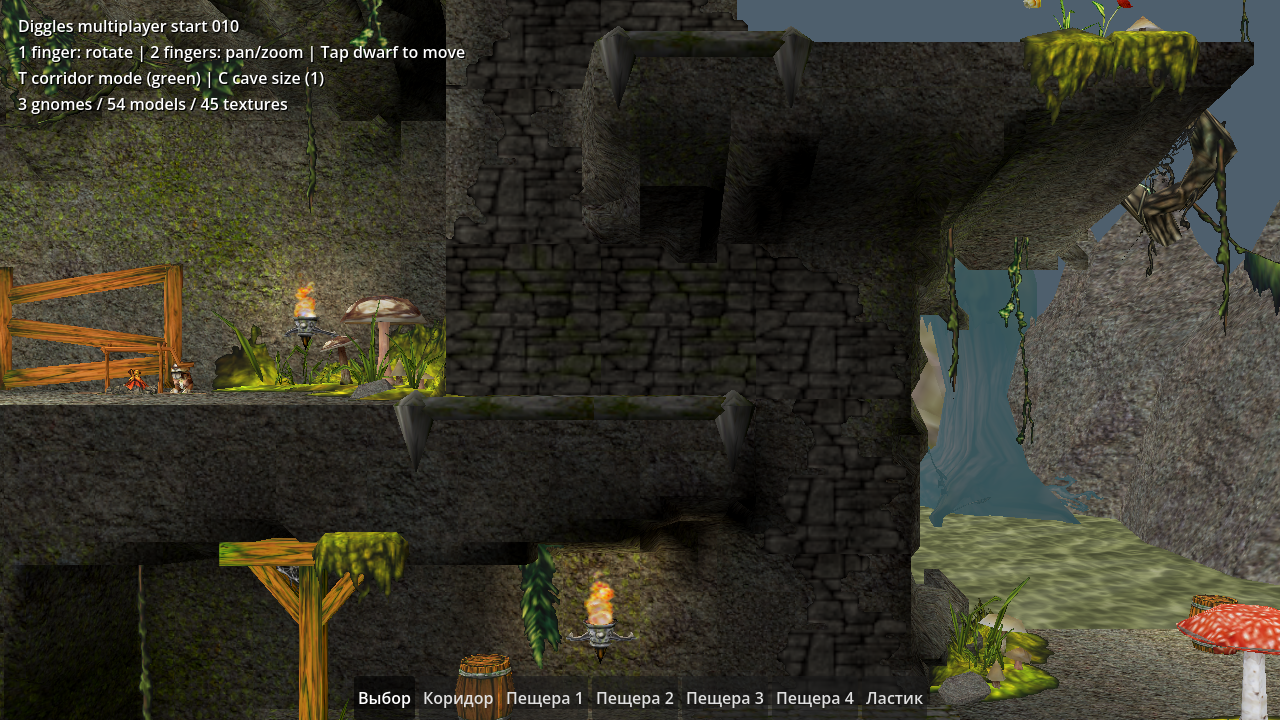 Diggles multiplayer start 010
1 finger: rotate | 2 fingers: pan/zoom | Tap dwarf to move
T corridor mode (green) | C cave size (1)
3 gnomes / 54 models / 45 textures
Выбор Коридор Пещера 1 Пещера 2 Пещера 3 Пещера 4 Ластик